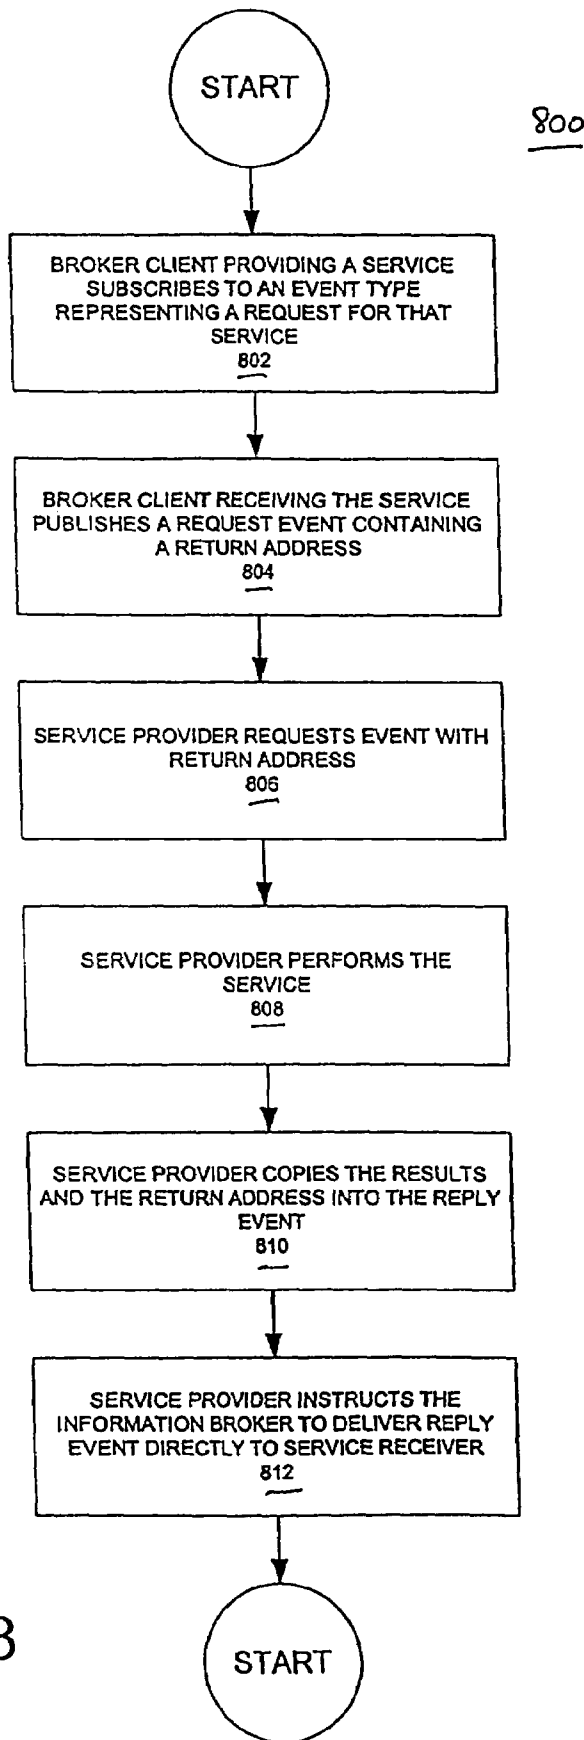 START
800
BROKER CLIENT PROVIDING A SERVICE
SUBSCRIBES TO AN EVENT TYPE
REPRESENTING A REQUEST FOR THAT
SERVICE
802
BROKER CLIENT RECEIVING THE SERVICE
PUBLISHES A REQUEST EVENT CONTAINING
A RETURN ADDRESS
804
SERVICE PROVIDER REQUESTS EVENT WITH
RETURN ADDRESS
806
SERVICE PROVIDER PERFORMS THE
SERVICE
808
SERVICE PROVIDER COPIES THE RESULTS
AND THE RETURN ADDRESS INTO THE REPLY
EVENT
810
SERVICE PROVIDER INSTRUCTS THE
INFORMATION BROKER TO DELIVER REPLY
EVENT DIRECTLY TO SERVICE RECEIVER
812
START